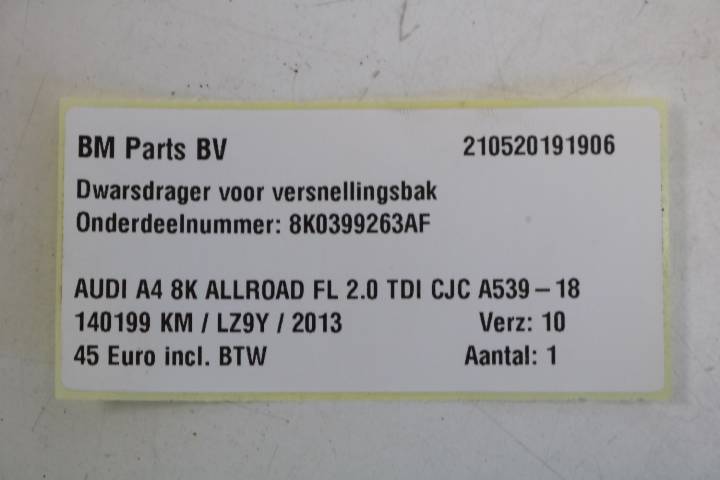 BM Parts BV 210520191906
Dwarsdrager voor versnellingsbak
Onderdeelnummer: 8K0399263AF
AUDI A4 8K ALLROAD FL 2.0 TDI CJC A539-18
140199 KM / LZ9Y / 2013 Verz: 10
45 Euro incl. BTW Aantal: 1